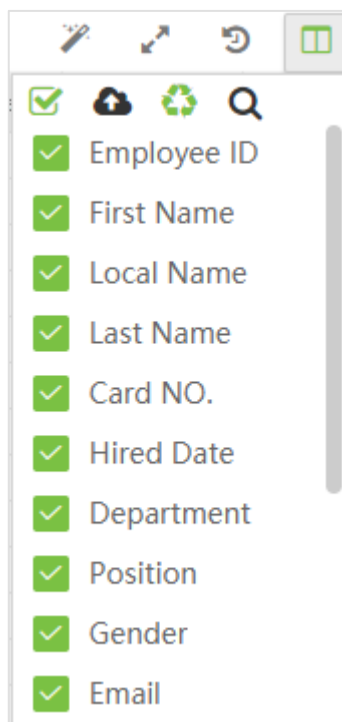 Employee ID
First Name
Local Name
Last Name
Card NO.
Hired Date
Department
Position
Gender
Email